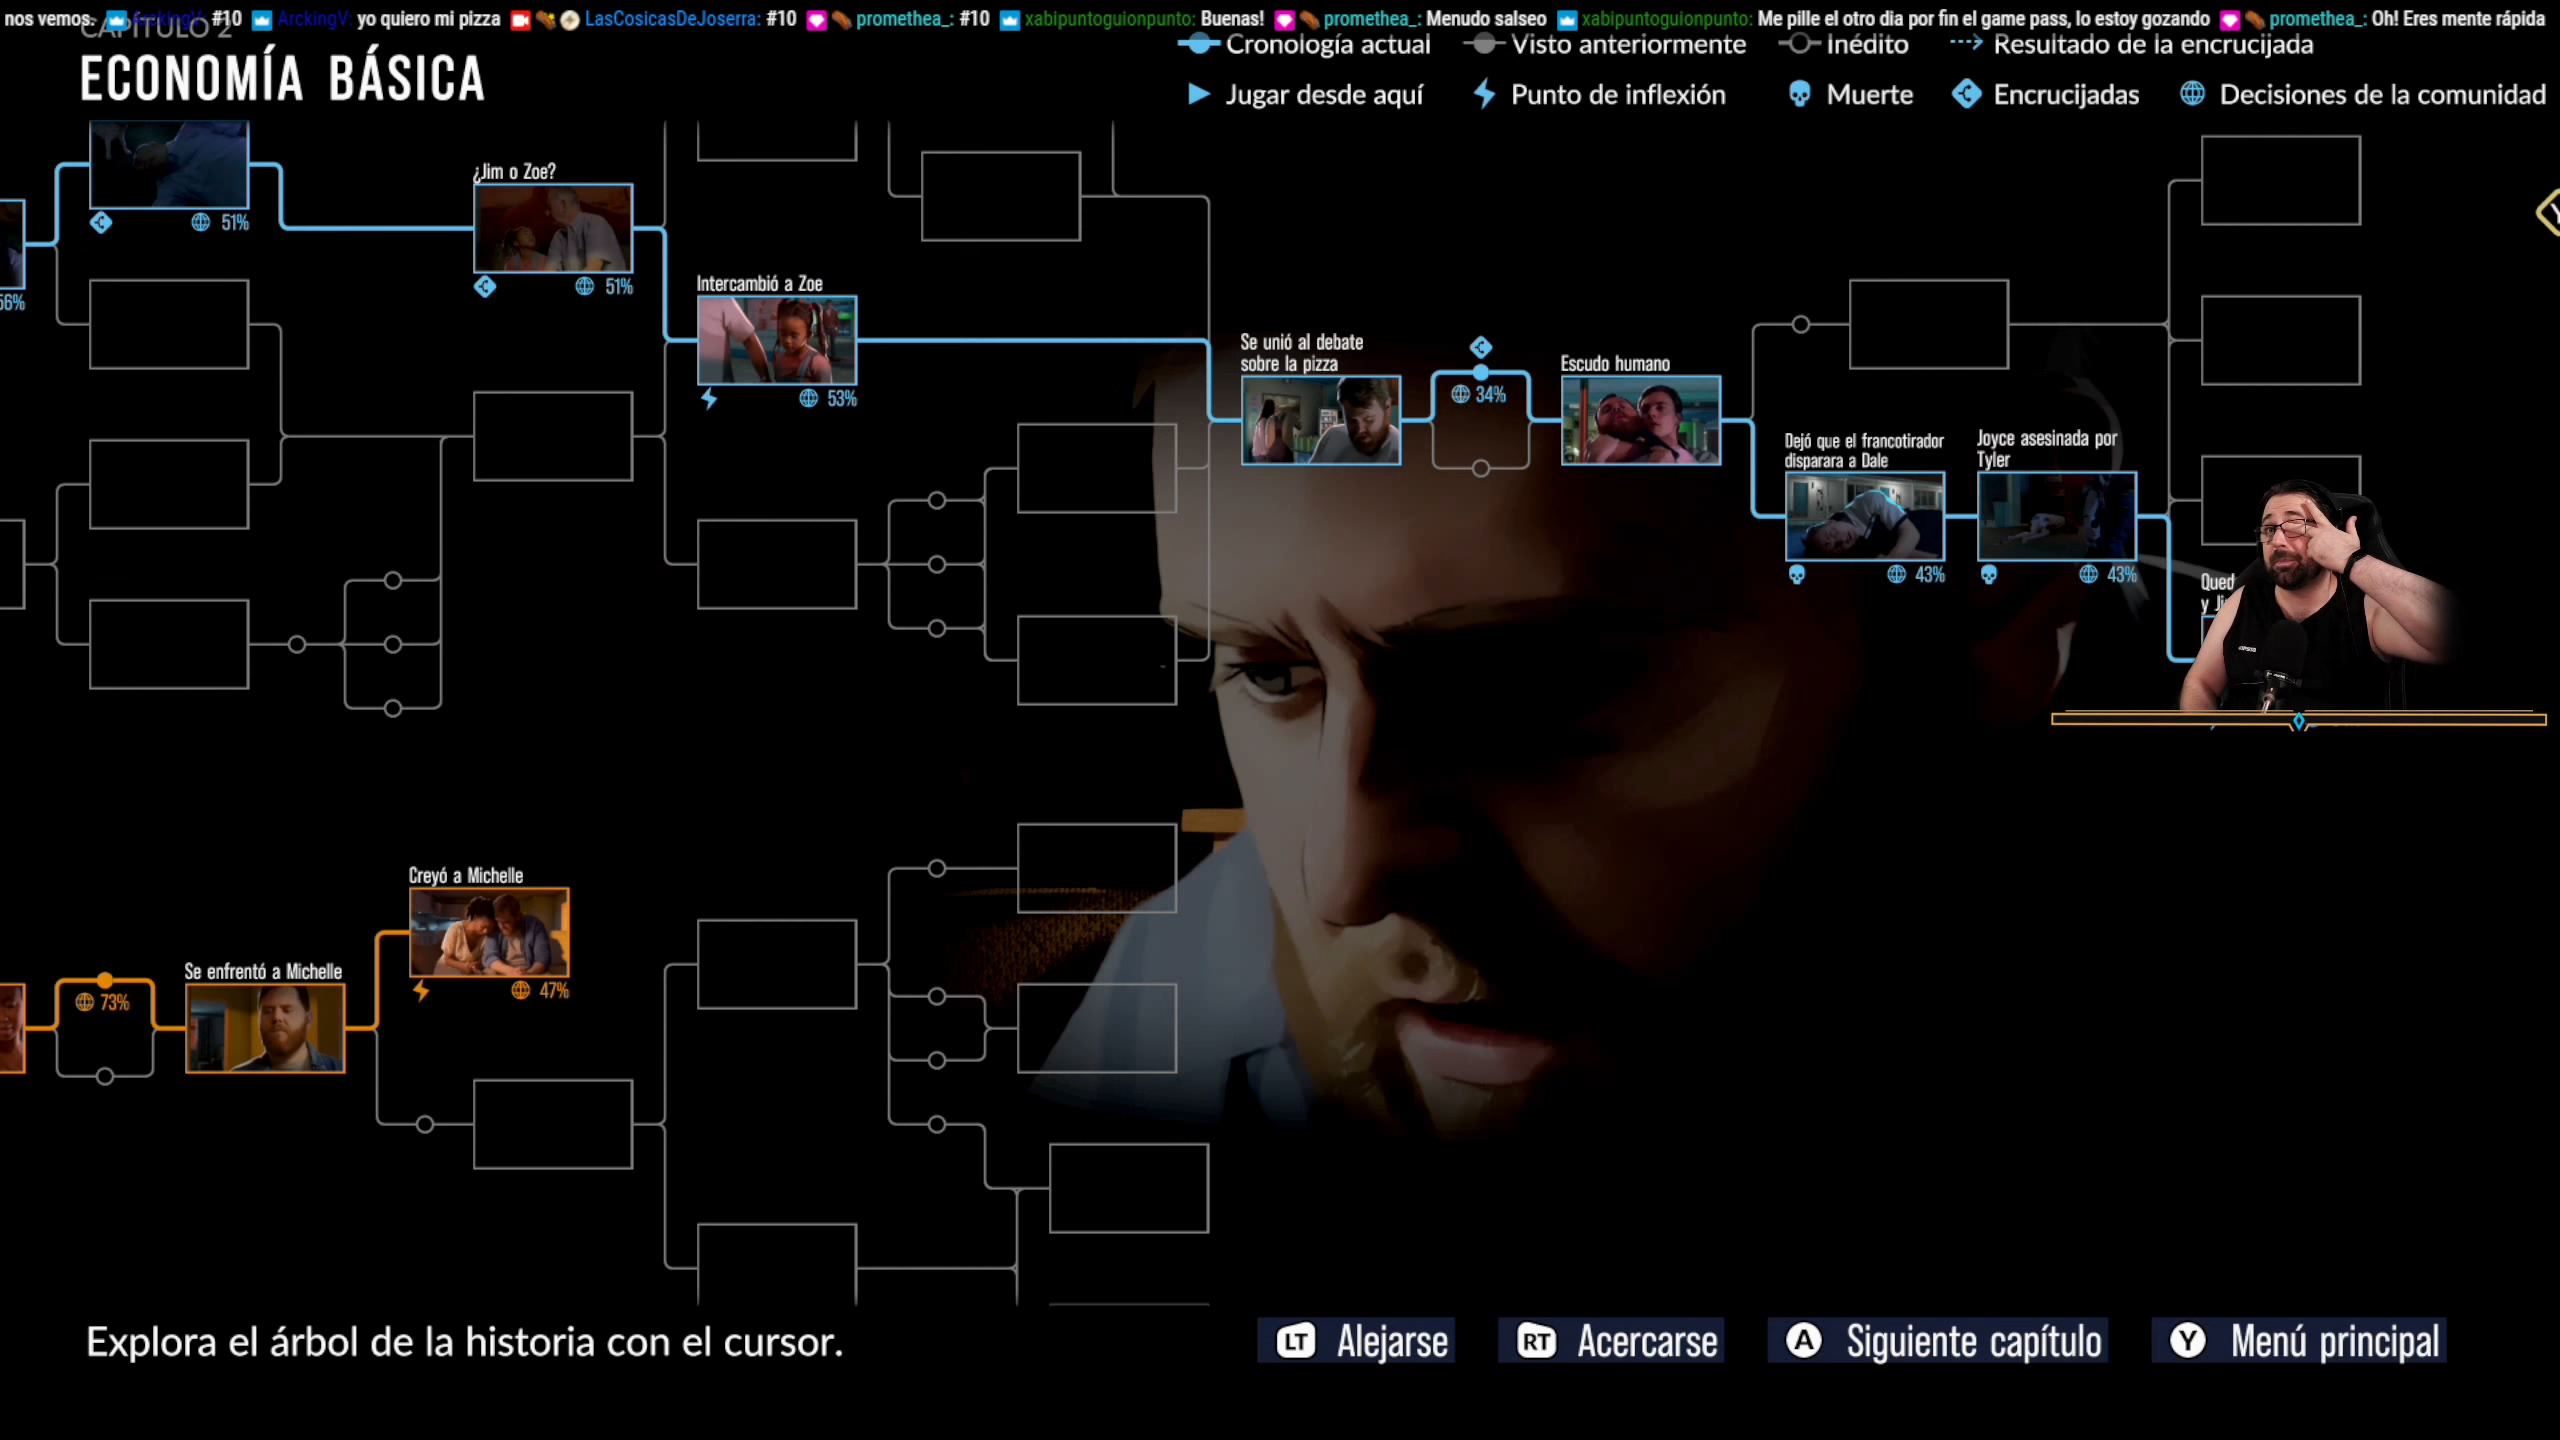 nos vemos. ArckingV: #10 ArckingV: yo quiero mi pizza LasCosicasDeJoserra: #10 promethea_: #10 xabipuntoguionpunto: Buenas! promethea_: Menudo salseo xabipuntoguionpunto: Me pille el otro dia por fin el game pass, lo estoy gozando promethea_: Oh! Eres mente rápida
CAPÍTULO 2
ECONOMÍA BÁSICA
Cronología actual
Visto anteriormente
Inédito
Resultado de la encrucijada
Jugar desde aquí
Punto de inflexión
Muerte
Encrucijadas
Decisiones de la comunidad
51%
56%
¿Jim o Zoe?
51%
Intercambió a Zoe
53%
Se unió al debate
sobre la pizza
34%
Escudo humano
Dejó que el francotirador
disparara a Dale
43%
Joyce asesinada por
Tyler
43%
Qued
73%
Se enfrentó a Michelle
Creyó a Michelle
47%
Explora el árbol de la historia con el cursor.
LT Alejarse
RT Acercarse
A Siguiente capítulo
Y Menú principal